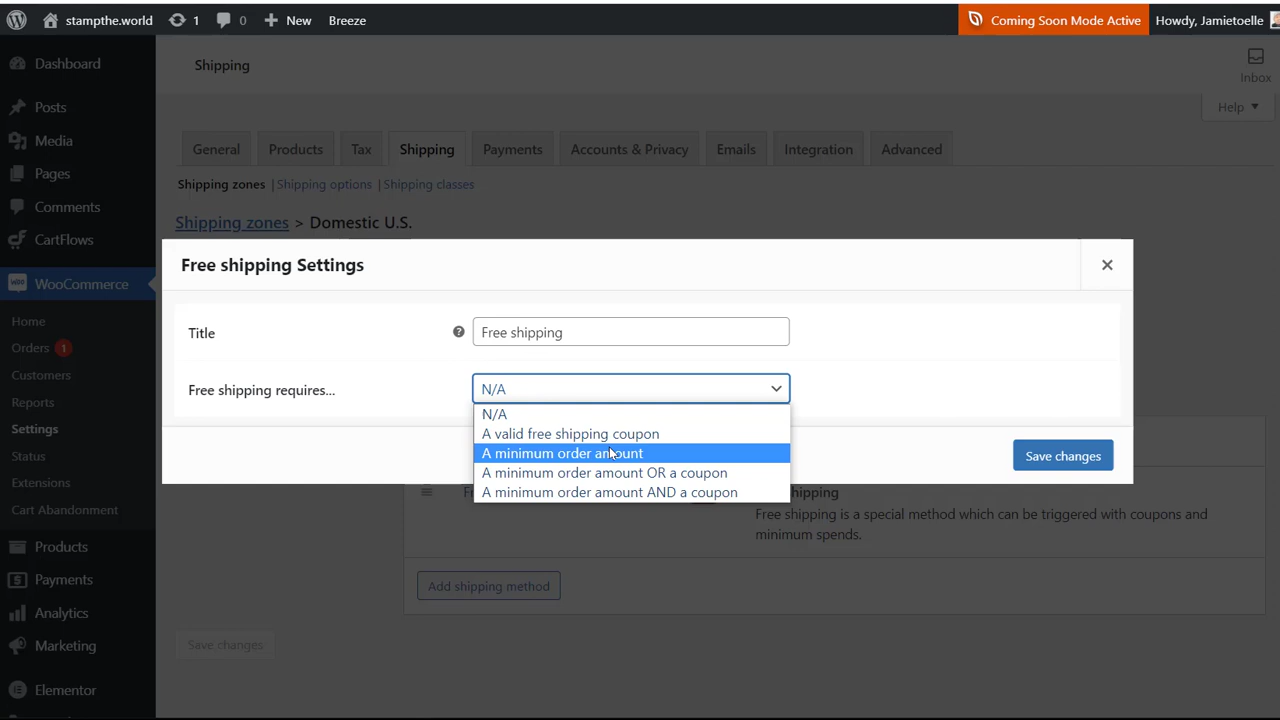 stampthe.world 1 0 New Breeze Coming Soon Mode Active Howdy, Jamietoelle
Dashboard
Posts
Media
Pages
Comments
CartFlows
WooCommerce
Home
Orders 1
Customers
Reports
Settings
Status
Extensions
Cart Abandonment
Products
Payments
Analytics
Marketing
Elementor
Shipping
Inbox
Help
General Products Tax Shipping Payments Accounts & Privacy Emails Integration Advanced
Shipping zones | Shipping options | Shipping classes
Shipping zones > Domestic U.S.
Free shipping Settings
Title Free shipping
Free shipping requires... N/A
N/A
A valid free shipping coupon
A minimum order amount
A minimum order amount OR a coupon
A minimum order amount AND a coupon
Save changes
hipping
Free shipping is a special method which can be triggered with coupons and
minimum spends.
Add shipping method
Save changes